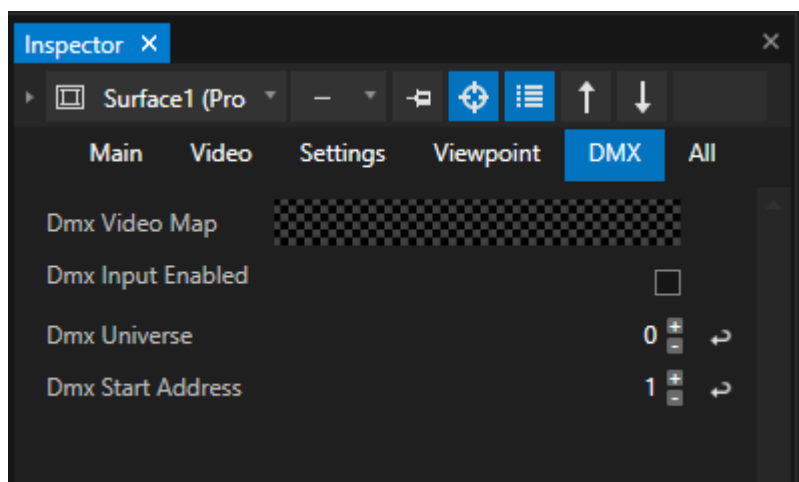 Inspector
Surface1 (Pro
Main Video Settings Viewpoint DMX All
Dmx Video Map
Dmx Input Enabled
Dmx Universe 0
Dmx Start Address 1